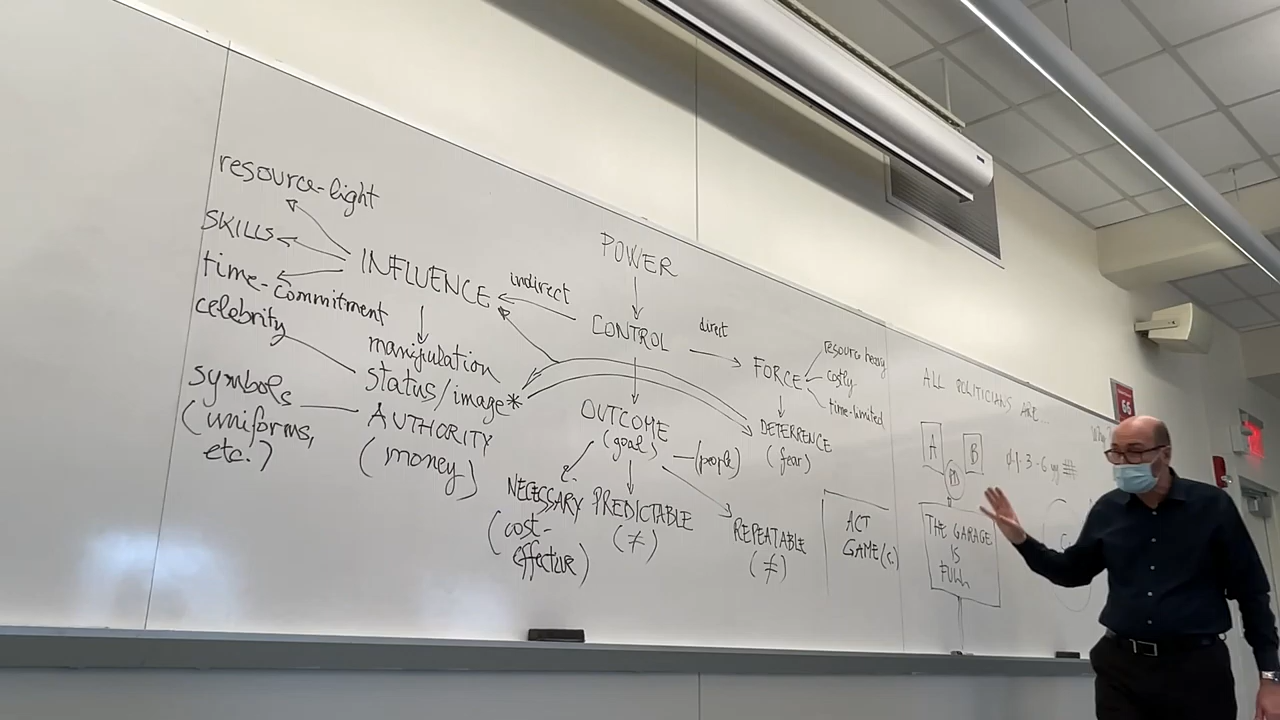 resource-light
SKILLS
time-commitment
celebrity
symbols
(uniforms,
etc.)
INFLUENCE
manipulation
status/image*
AUTHORITY
(money)
indirect
POWER
CONTROL
direct
OUTCOME
(goal)
(people)
NECESSARY
(cost-
effective)
PREDICTABLE
(≠)
REPEATABLE
(≠)
FORCE
resource heavy
costly
time-limited
DETERRENCE
(fear)
ACT
GAME(s)
ALL POLITICIANS ARE...
A
B
THE GARAGE
IS
FULL
66